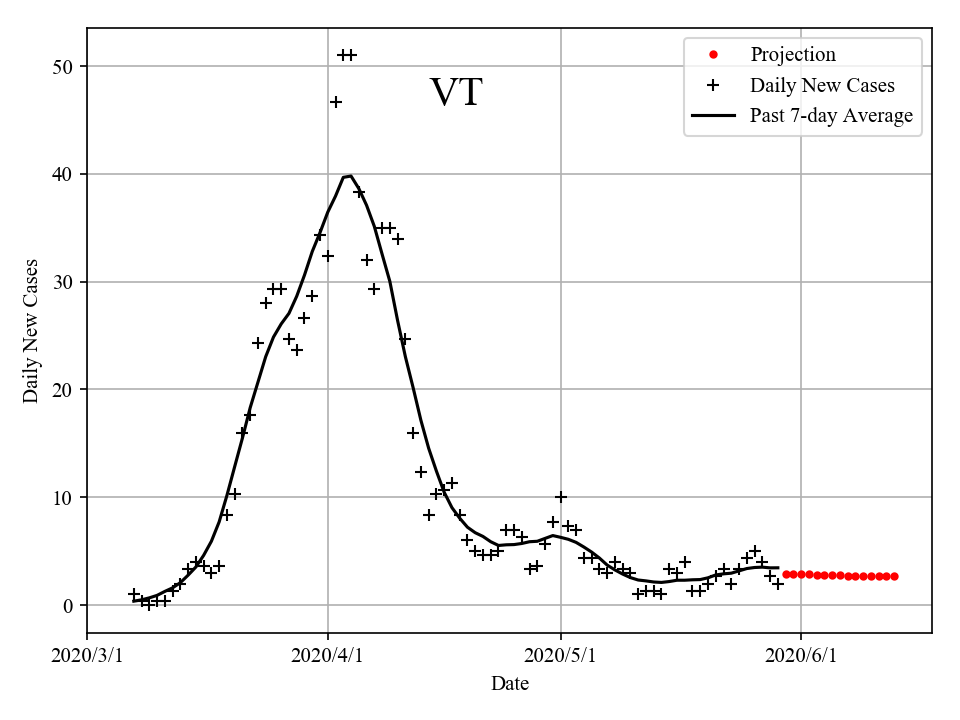 VT
Projection
Daily New Cases
Past 7-day Average
50
40
30
20
10
0
Daily New Cases
2020/3/1 2020/4/1 2020/5/1 2020/6/1
Date